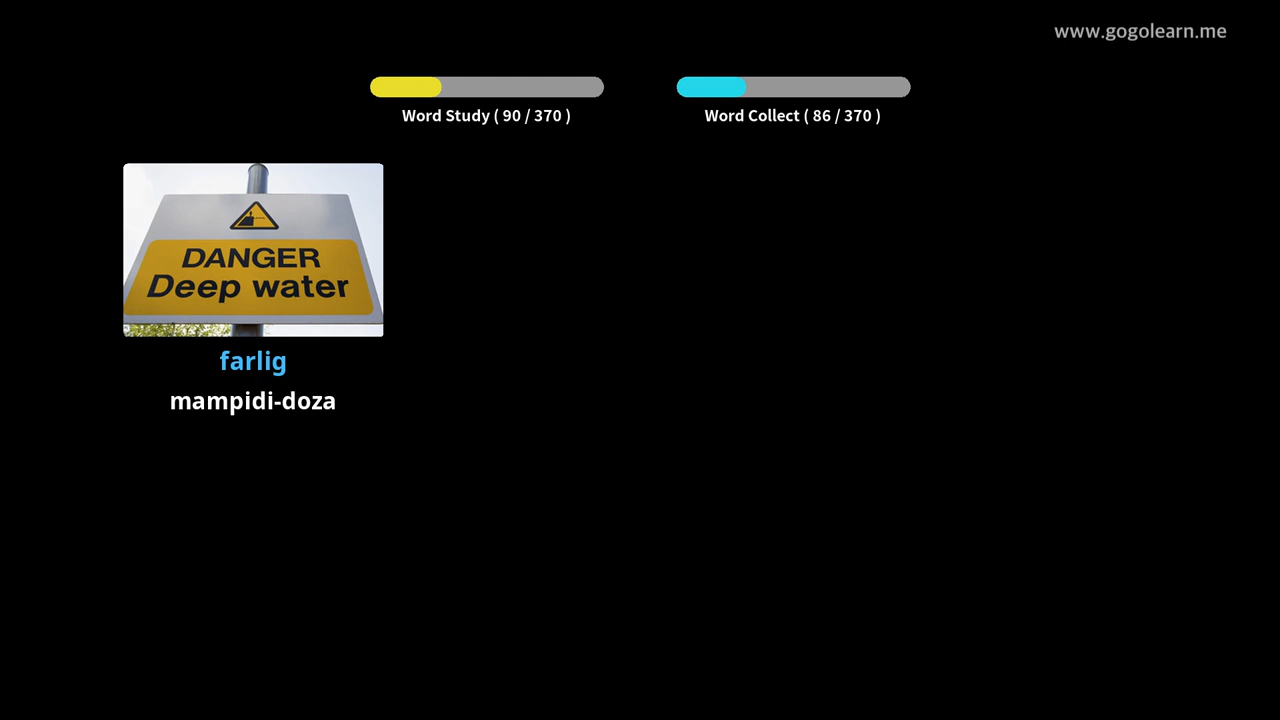 www.gogolearn.me
Word Study ( 90 / 370 )
Word Collect ( 86 / 370 )
DANGER
Deep water
farlig
mampidi-doza